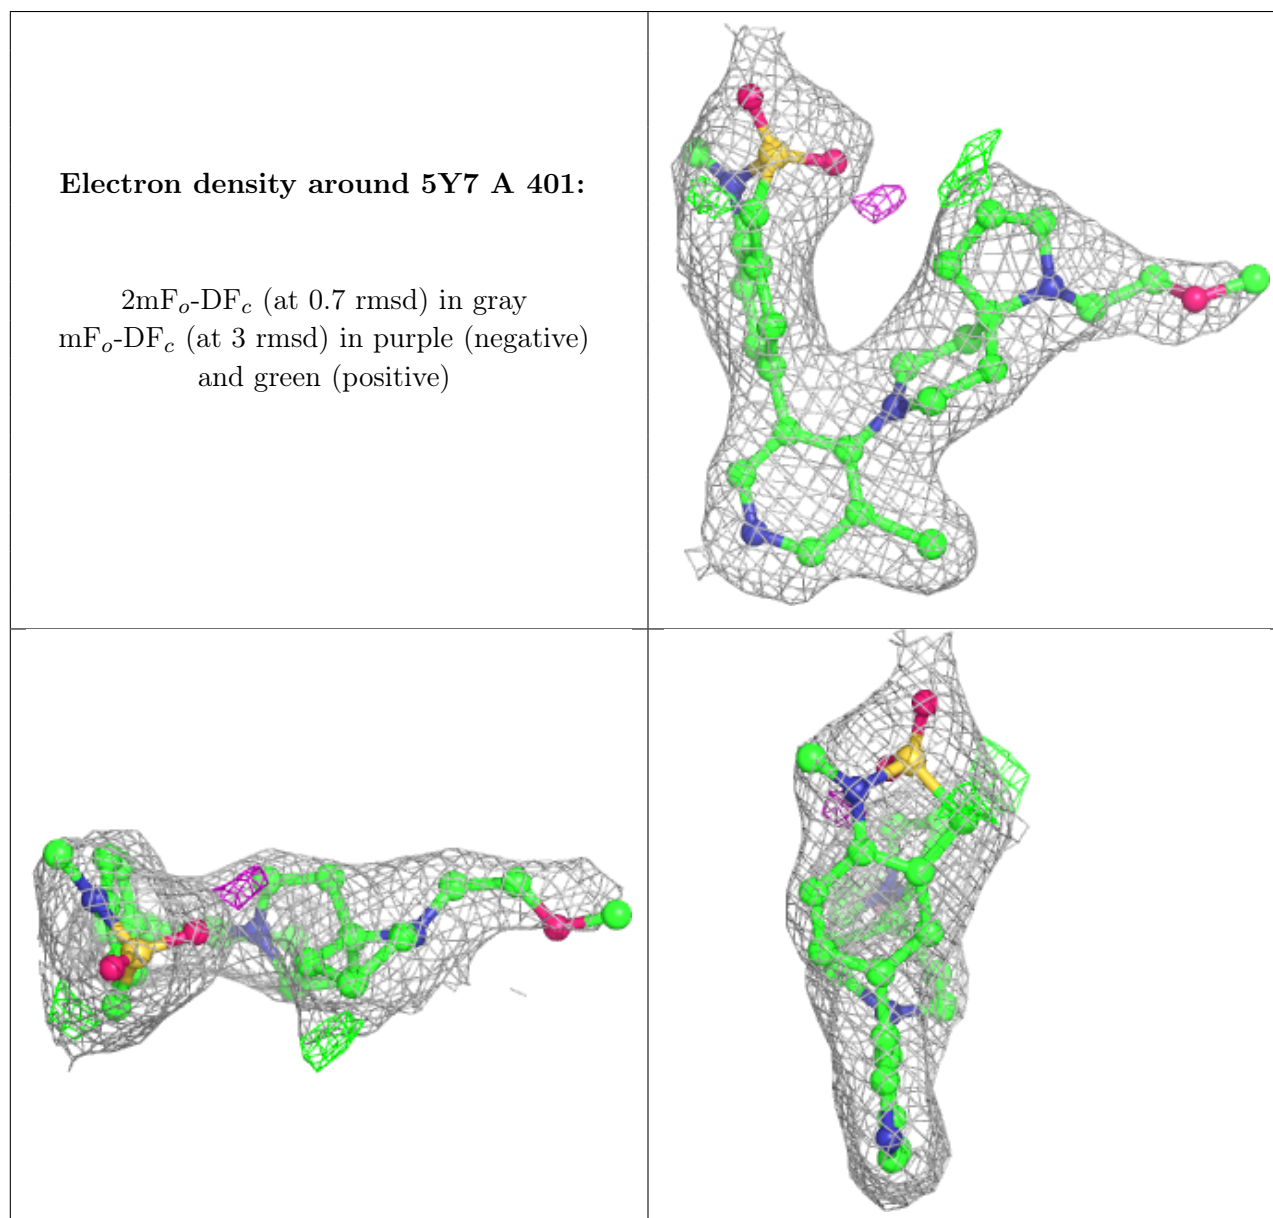 Electron density around 5Y7 A 401:
2mFo-DFc (at 0.7 rmsd) in gray
mFo-DFc (at 3 rmsd) in purple (negative)
and green (positive)